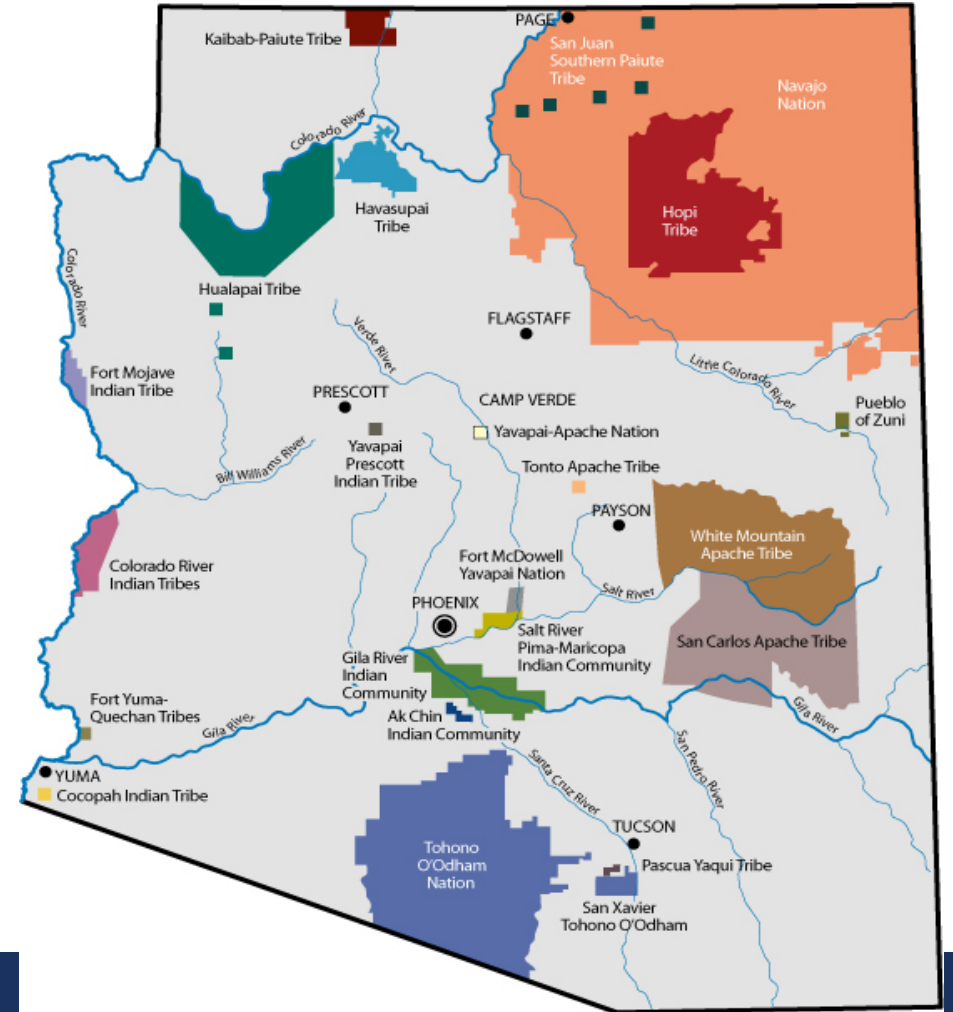 PAGE
Kaibab-Paiute Tribe
San Juan
Southern Paiute
Tribe
Navajo
Nation
Colorado River
Havasupai
Tribe
Hopi
Tribe
Colorado River
Hualapai Tribe
FLAGSTAFF
Verde River
Little Colorado River
Fort Mojave
Indian Tribe
PRESCOTT
CAMP VERDE
Pueblo
of Zuni
Yavapai
Prescott
Indian Tribe
Yavapai-Apache Nation
Bill Williams River
Tonto Apache Tribe
PAYSON
White Mountain
Apache Tribe
Colorado River
Indian Tribes
Fort McDowell
Yavapai Nation
Salt River
PHOENIX
Salt River
Pima-Maricopa
Indian Community
San Carlos Apache Tribe
Gila River
Indian
Community
Fort Yuma-
Quechan Tribes
Gila River
Ak Chin
Indian Community
Gila River
San Pedro River
Santa Cruz River
YUMA
Cocopah Indian Tribe
TUCSON
Tohono
O'Odham
Nation
Pascua Yaqui Tribe
San Xavier
Tohono O'Odham